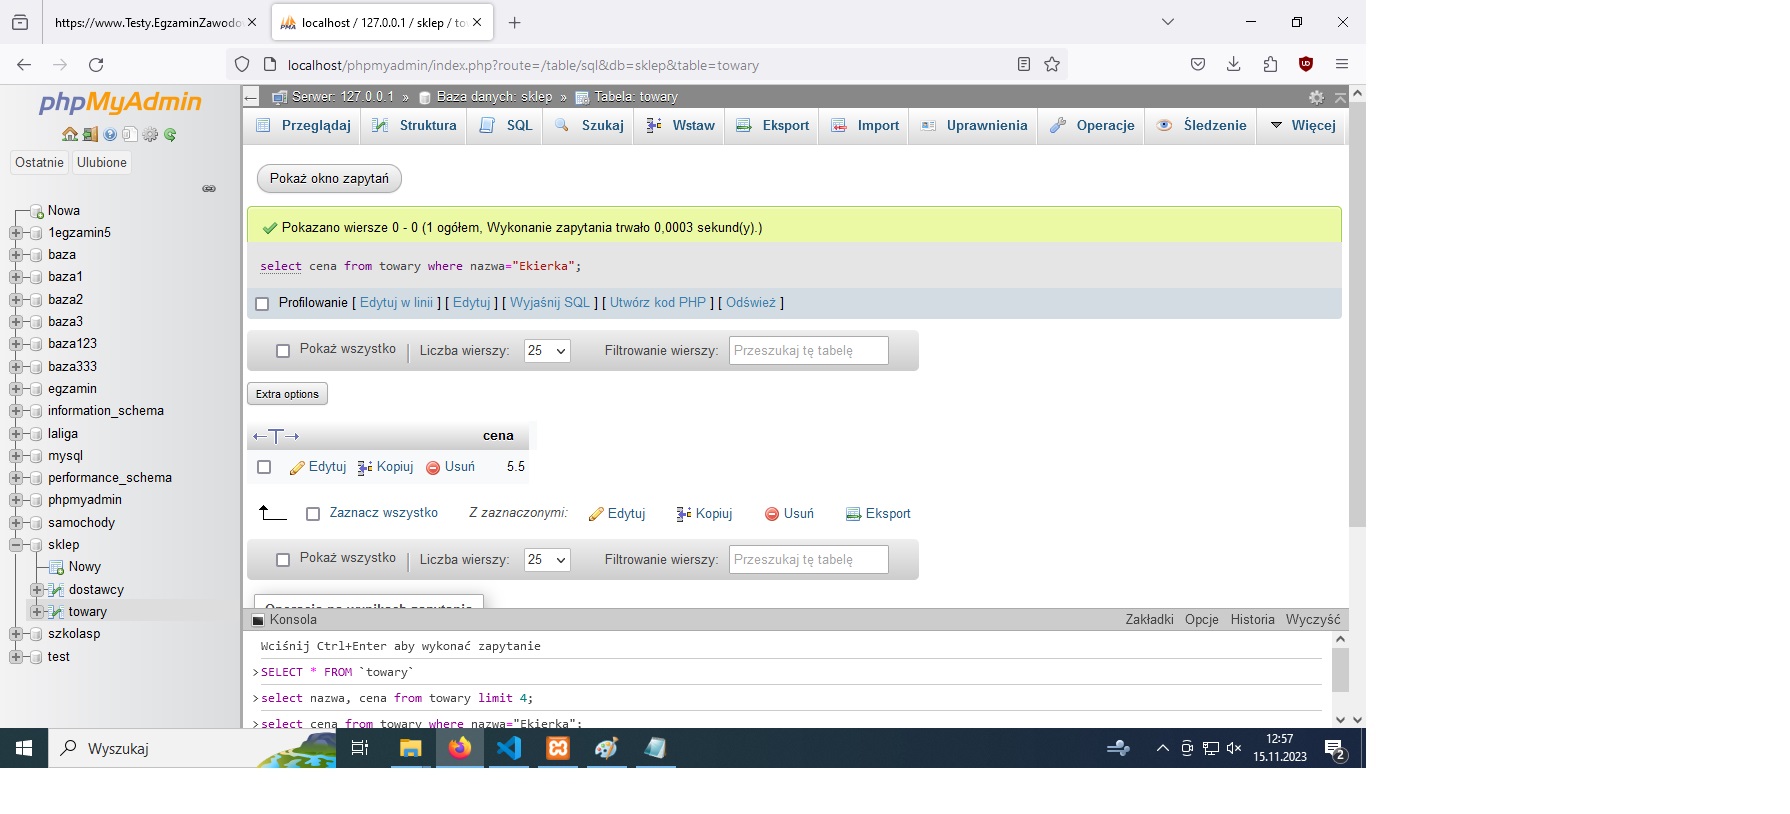 https://www.Testy.EgzaminZawodo
localhost / 127.0.0.1 / sklep / to
localhost/phpmyadmin/index.php?route=/table/sql&db=sklep&table=towary
phpMyAdmin
Ostatnie Ulubione
Nowa
1egzamin5
baza
baza1
baza2
baza3
baza123
baza333
egzamin
information_schema
laliga
mysql
performance_schema
phpmyadmin
samochody
sklep
Nowy
dostawcy
towary
szkolasp
test
Serwer: 127.0.0.1 » Baza danych: sklep » Tabela: towary
Przeglądaj Struktura SQL Szukaj Wstaw Eksport Import Uprawnienia Operacje Śledzenie Więcej
Pokaż okno zapytań
Pokazano wiersze 0 - 0 (1 ogółem, Wykonanie zapytania trwało 0,0003 sekund(y).)
select cena from towary where nazwa="Ekierka";
Profilowanie [ Edytuj w linii ] [ Edytuj ] [ Wyjaśnij SQL ] [ Utwórz kod PHP ] [ Odśwież ]
Pokaż wszystko | Liczba wierszy: 25 Filtrowanie wierszy: Przeszukaj tę tabelę
Extra options
←T→ cena
Edytuj Kopiuj Usuń 5.5
Zaznacz wszystko Z zaznaczonymi: Edytuj Kopiuj Usuń Eksport
Pokaż wszystko | Liczba wierszy: 25 Filtrowanie wierszy: Przeszukaj tę tabelę
Operacje na wynikach zapytania
Konsola Zakładki Opcje Historia Wyczyść
Wciśnij Ctrl+Enter aby wykonać zapytanie
>SELECT * FROM `towary`
>select nazwa, cena from towary limit 4;
>select cena from towary where nazwa="Ekierka";
Wyszukaj
12:57
15.11.2023
2